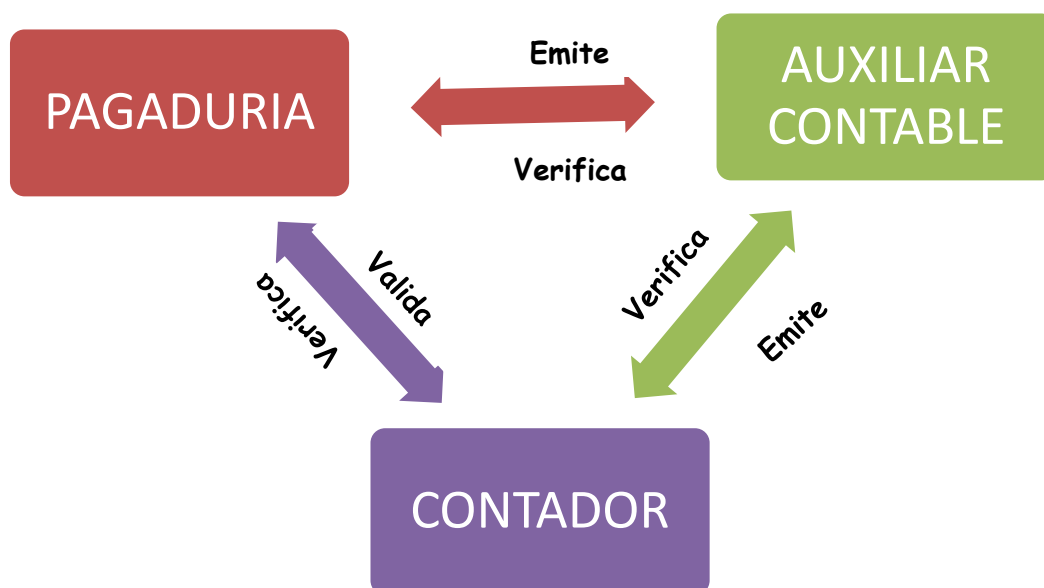 Emite
PAGADURIA
AUXILIAR
CONTABLE
Verifica
Valida
Verifica
Verifica
Emite
CONTADOR